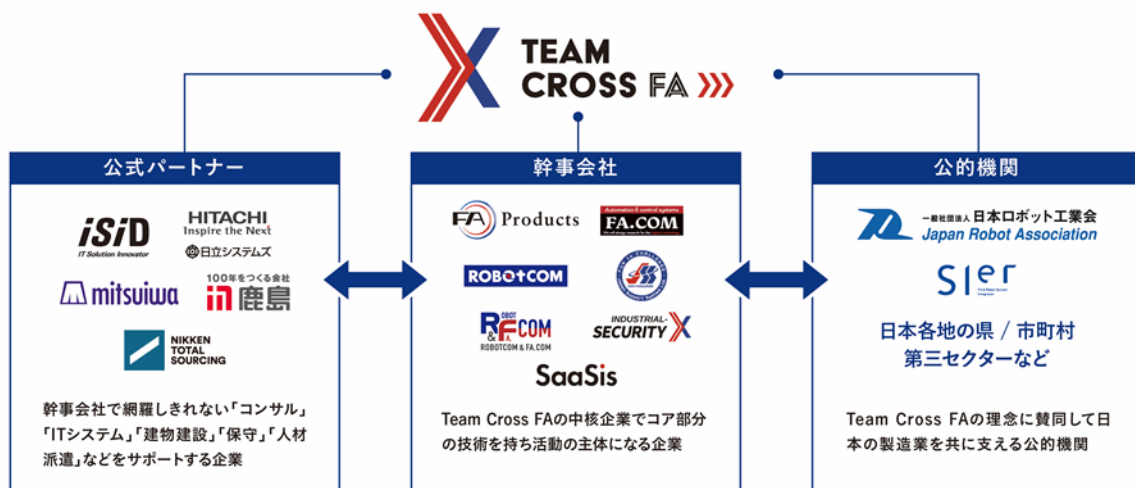 TEAM
CROSS FA
公式パートナー
iSiD
IT Solution Innovator
HITACHI
Inspire the Next
日立システムズ
mitsuiwa
100年をつくる会社
鹿島
NIKKEN
TOTAL
SOURCING
幹事会社で網羅しきれない「コンサル」
「ITシステム」「建物建設」「保守」「人材
派遣」などをサポートする企業
幹事会社
FA Products
Automation & control systems
FA.COM
ROBOTCOM
JSS
ROBOT
R&FA.COM
ROBOTCOM & FA.COM
INDUSTRIAL-
SECURITY X
SaaSis
Team Cross FAの中核企業でコア部分
の技術を持ち活動の主体になる企業
公的機関
一般社団法人 日本ロボット工業会
Japan Robot Association
SIer
日本各地の県 / 市町村
第三セクターなど
Team Cross FAの理念に賛同して日
本の製造業を共に支える公的機関